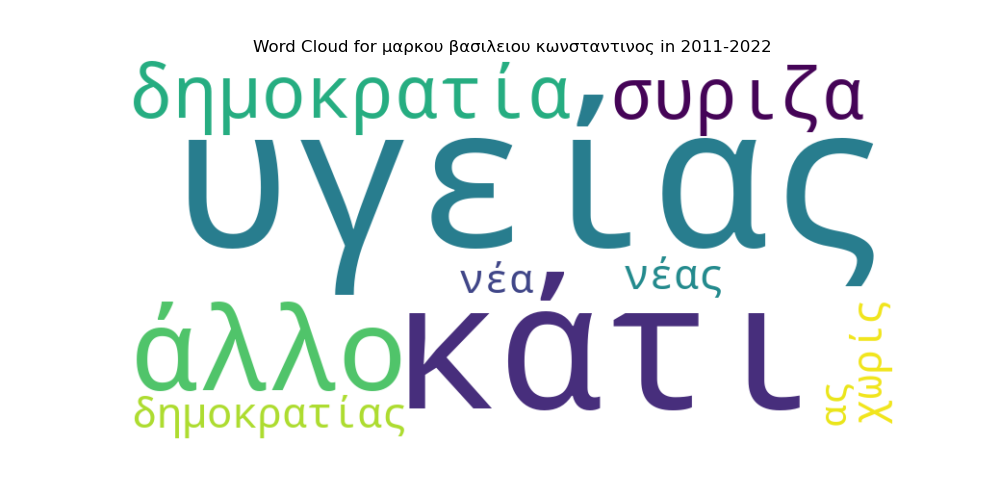 Word Cloud for μαρκου βασιλειου κωνσταντινος in 2011-2022
δημοκρατία συριζα
υγείας
νέα νέας
άλλο κάτι
δημοκρατίας
ας
χωρίς